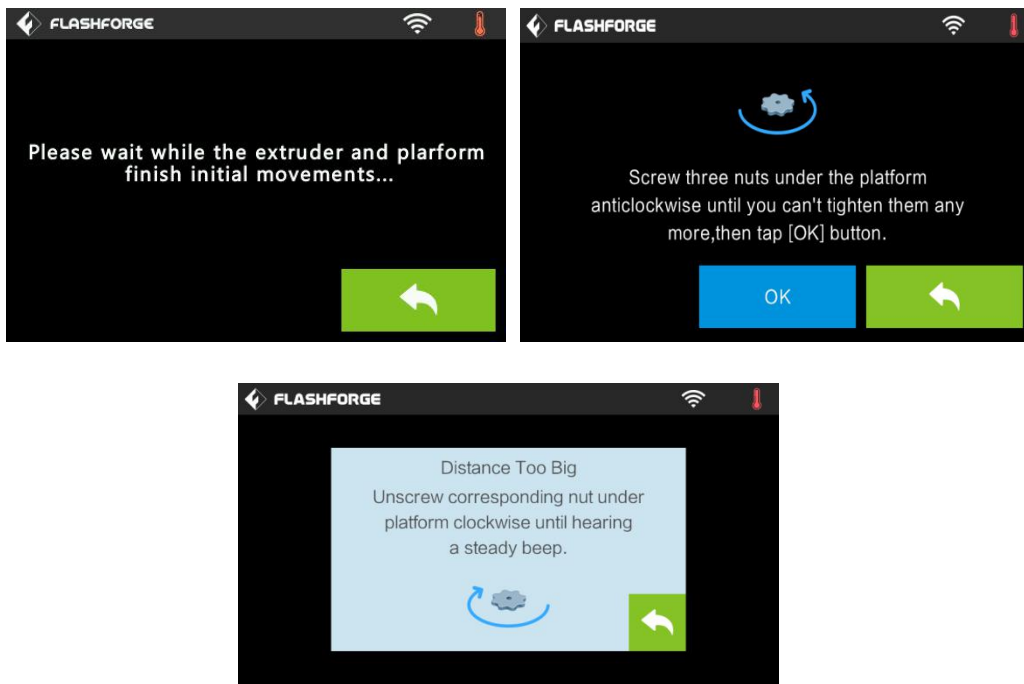 FLASHFORGE
Please wait while the extruder and plarform
finish initial movements...
FLASHFORGE
Screw three nuts under the platform
anticlockwise until you can't tighten them any
more,then tap [OK] button.
OK
FLASHFORGE
Distance Too Big
Unscrew corresponding nut under
platform clockwise until hearing
a steady beep.